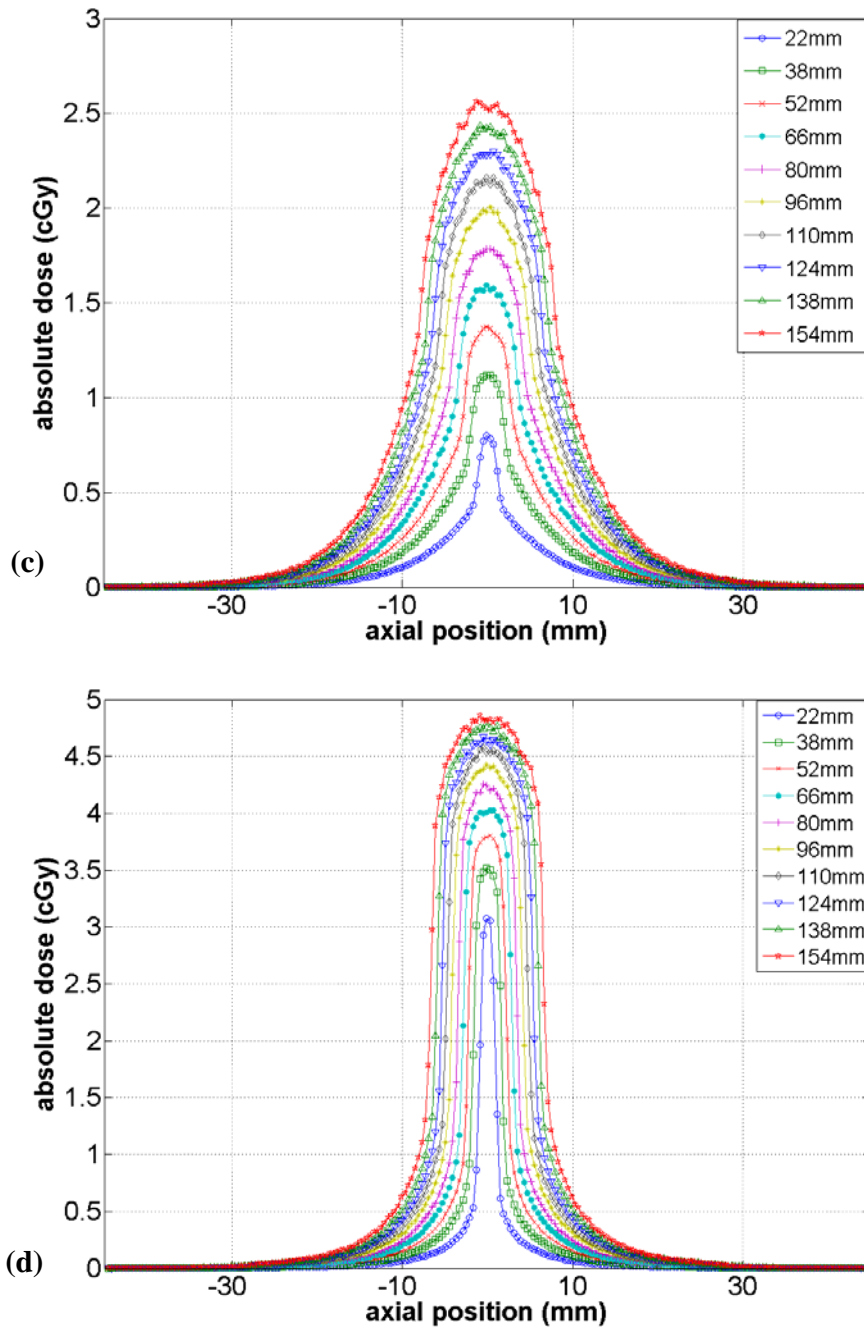 3
2.5
2
1.5
1
0.5
0
absolute dose (cGy)
-30 -10 10 30
axial position (mm)
22mm
38mm
52mm
66mm
80mm
96mm
110mm
124mm
138mm
154mm
(c)
5
4.5
4
3.5
3
2.5
2
1.5
1
0.5
0
absolute dose (cGy)
-30 -10 10 30
axial position (mm)
22mm
38mm
52mm
66mm
80mm
96mm
110mm
124mm
138mm
154mm
(d)